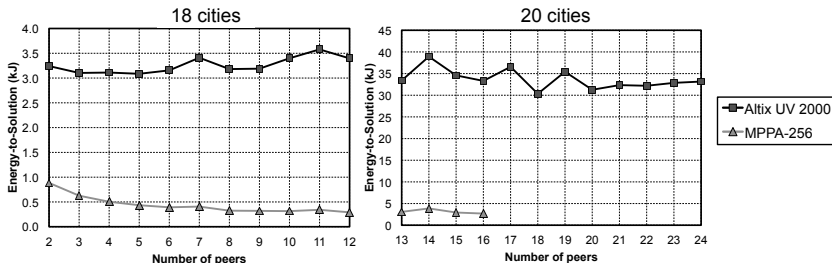 18 cities
Energy-to-Solution (kJ)
4.0
3.5
3.0
2.5
2.0
1.5
1.0
0.5
0.0
2 3 4 5 6 7 8 9 10 11 12
Number of peers
20 cities
Energy-to-Solution (kJ)
45
40
35
30
25
20
15
10
5
0
13 14 15 16 17 18 19 20 21 22 23 24
Number of peers
Altix UV 2000
MPPA-256